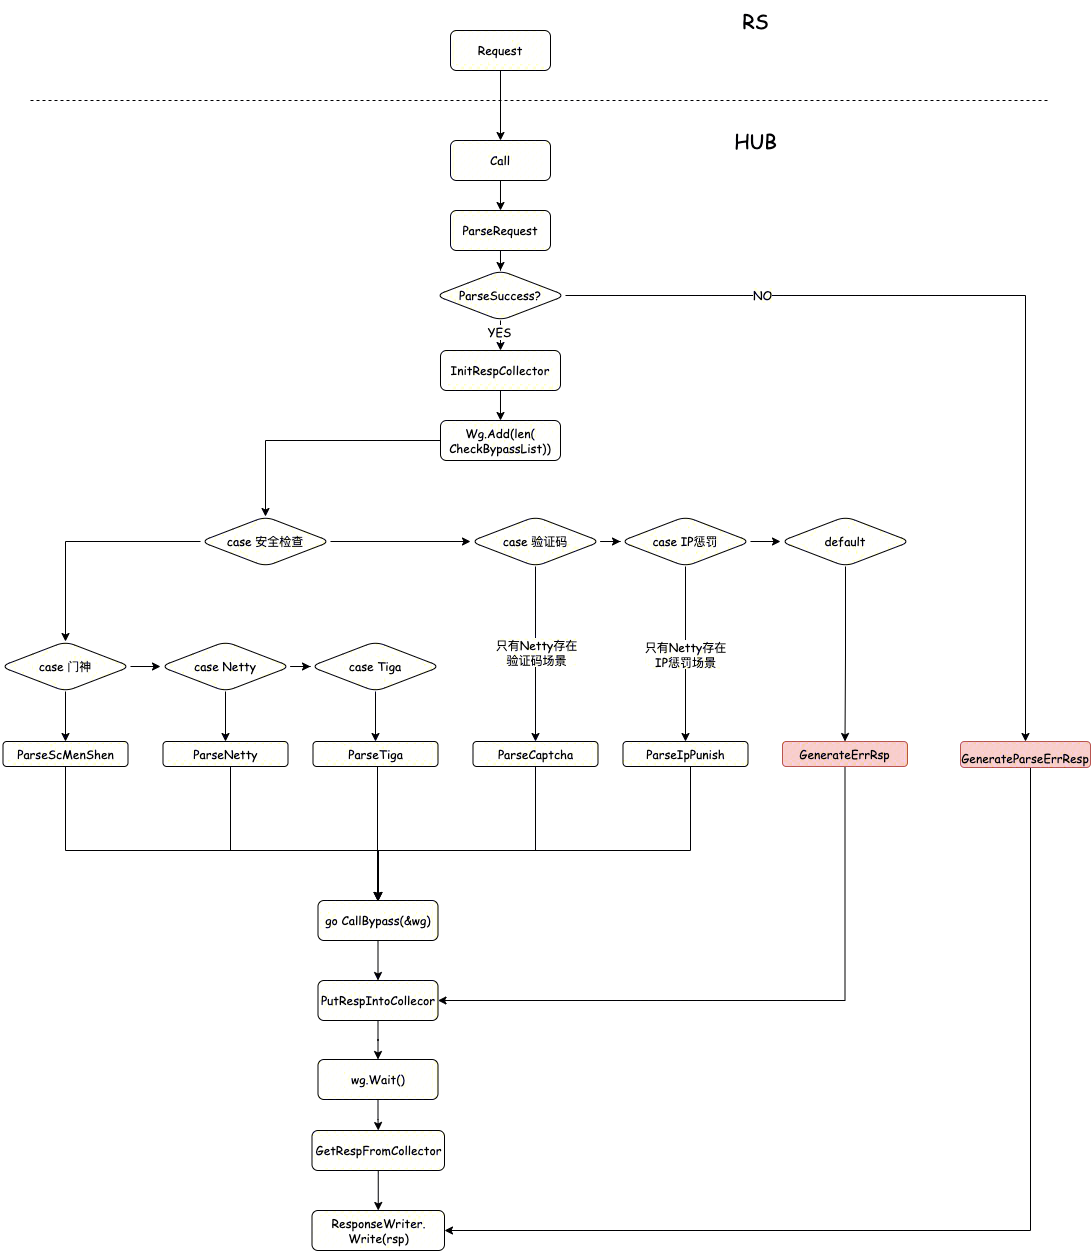 RS
Request
HUB
Call
ParseRequest
ParseSuccess?
NO
YES
InitRespCollector
Wg.Add(len(
CheckBypassList))
case 安全检查
case 验证码
case IP惩罚
default
只有Netty存在
验证码场景
只有Netty存在
IP惩罚场景
case 门神
case Netty
case Tiga
ParseScMenShen
ParseNetty
ParseTiga
ParseCaptcha
ParseIpPunish
GenerateErrRsp
GenerateParseErrResp
go CallBypass(&wg)
PutRespIntoCollecor
wg.Wait()
GetRespFromCollector
ResponseWriter.
Write(rsp)